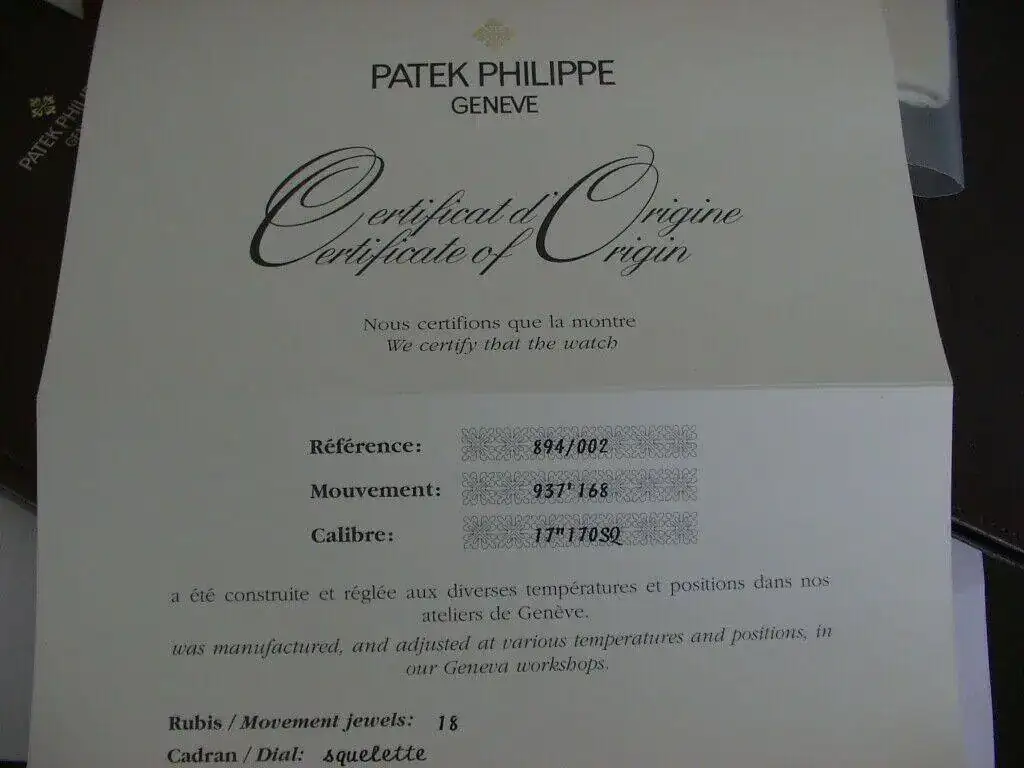 PATEK PHILIPPE
GENEVE
PATEK PHILI
GE
Certificat d'Origine
Certificate of Origin
Nous certifions que la montre
We certify that the watch
Référence: 894/002
Mouvement: 937'168
Calibre: 17"170SQ
a été construite et réglée aux diverses températures et positions dans nos
ateliers de Genève.
was manufactured, and adjusted at various temperatures and positions, in
our Geneva workshops.
Rubis / Movement jewels: 18
Cadran / Dial: squelette